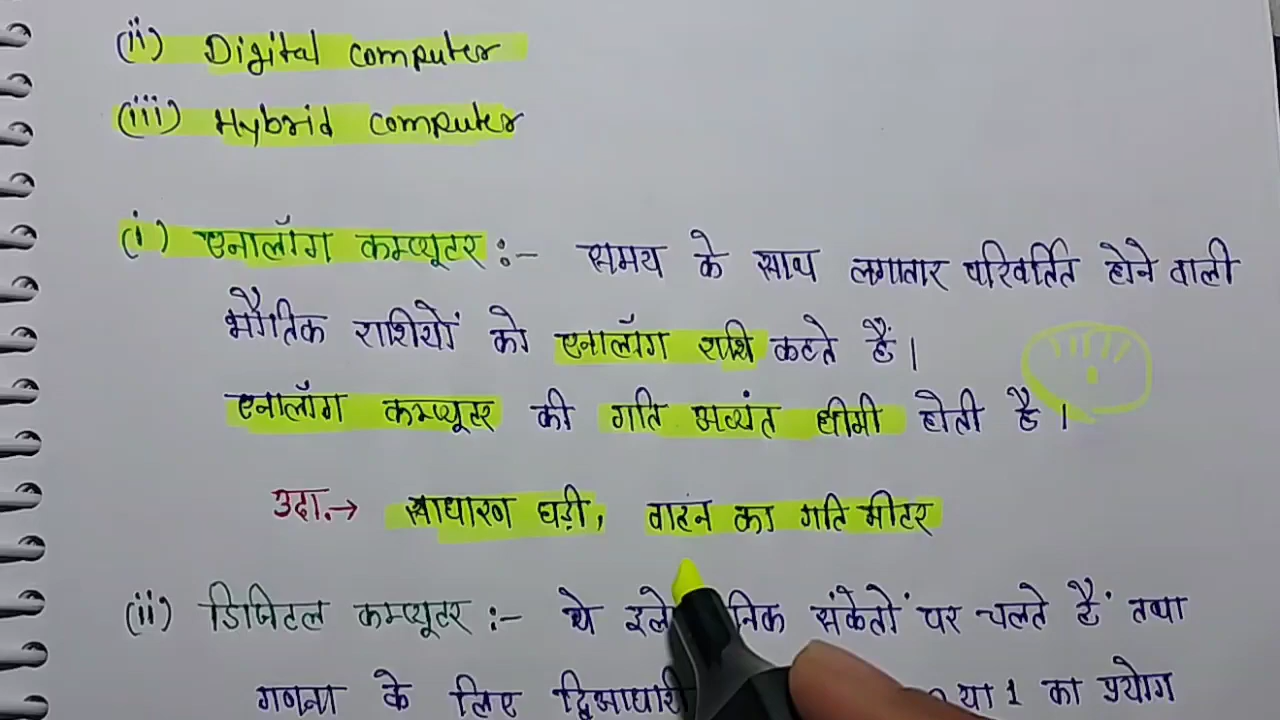 (ii) Digital computer
(iii) Hybrid computer
(i) एनालॉग कम्प्यूटर :- समय के साथ लगातार परिवर्तित होने वाली
भौतिक राशियों को एनालॉग राशि कहते हैं।
एनालॉग कम्प्यूटर की गति अत्यंत धीमी होती है।
उदा.→ साधारण घड़ी, वाहन का गति मीटर
(ii) डिजिटल कम्प्यूटर :- ये संकेतों पर चलते हैं तथा
गणना के लिए द्विआधारी या 1 का प्रयोग